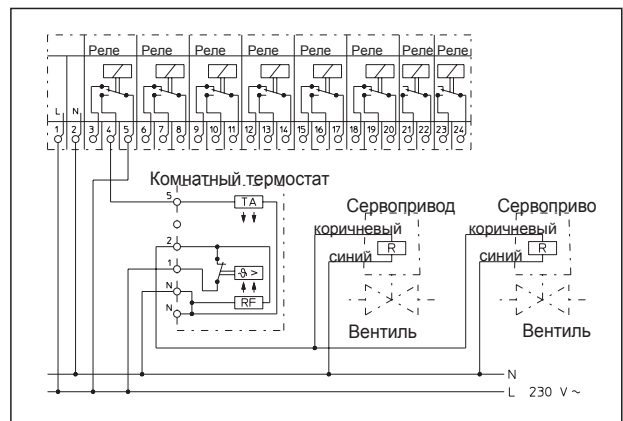 Реле Реле Реле Реле Реле Реле Реле Реле
L N
1 2 3 4 5 6 7 8 9 10 11 12 13 14 15 16 17 18 19 20 21 22 23 24
Комнатный термостат
5 TA
Сервопривод Сервоприво
коричневый коричневый
2 R R
синий синий
1 ϑ >
N RF
N
Вентиль Вентиль
N
L 230 V ~